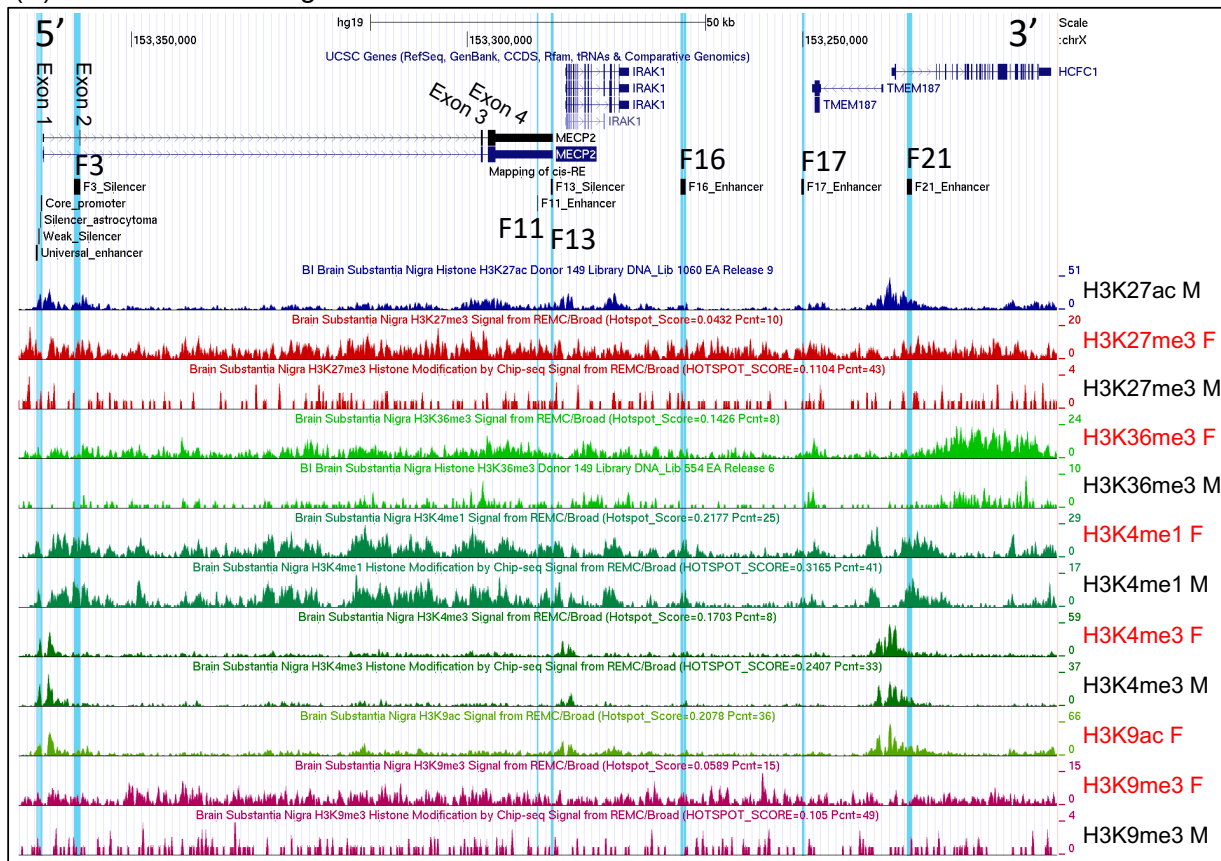 hg19 50 kb Scale
5’ 153,350,000 153,300,000 153,250,000 3’ :chrX
UCSC Genes (RefSeq, GenBank, CCDS, Rfam, tRNAs & Comparative Genomics)
Exon 1
Exon 2
Exon 3
Exon 4
IRAK1
IRAK1
IRAK1
IRAK1
HCFC1
TMEM187
TMEM187
MECP2
MECP2
Mapping of cis-RE
F3 F16 F17 F21
F3_Silencer F13_Silencer F16_Enhancer F17_Enhancer F21_Enhancer
Core_promoter F11_Enhancer
Silencer_astrocytoma
Weak_Silencer
Universal_enhancer
F11 F13
BI Brain Substantia Nigra Histone H3K27ac Donor 149 Library DNA_Lib 1060 EA Release 9
51
0
H3K27ac M
Brain Substantia Nigra H3K27me3 Signal from REMC/Broad (Hotspot_Score=0.0432 Pcnt=10)
20
0
H3K27me3 F
Brain Substantia Nigra H3K27me3 Histone Modification by Chip-seq Signal from REMC/Broad (HOTSPOT_SCORE=0.1104 Pcnt=43)
4
0
H3K27me3 M
Brain Substantia Nigra H3K36me3 Signal from REMC/Broad (Hotspot_Score=0.1426 Pcnt=8)
24
0
H3K36me3 F
BI Brain Substantia Nigra Histone H3K36me3 Donor 149 Library DNA_Lib 554 EA Release 6
10
0
H3K36me3 M
Brain Substantia Nigra H3K4me1 Signal from REMC/Broad (Hotspot_Score=0.2177 Pcnt=25)
29
0
H3K4me1 F
Brain Substantia Nigra H3K4me1 Histone Modification by Chip-seq Signal from REMC/Broad (HOTSPOT_SCORE=0.3165 Pcnt=41)
17
0
H3K4me1 M
Brain Substantia Nigra H3K4me3 Signal from REMC/Broad (Hotspot_Score=0.1703 Pcnt=8)
59
0
H3K4me3 F
Brain Substantia Nigra H3K4me3 Histone Modification by Chip-seq Signal from REMC/Broad (HOTSPOT_SCORE=0.2407 Pcnt=33)
37
0
H3K4me3 M
Brain Substantia Nigra H3K9ac Signal from REMC/Broad (Hotspot_Score=0.2078 Pcnt=36)
66
0
H3K9ac F
Brain Substantia Nigra H3K9me3 Signal from REMC/Broad (Hotspot_Score=0.0589 Pcnt=15)
15
0
H3K9me3 F
Brain Substantia Nigra H3K9me3 Histone Modification by Chip-seq Signal from REMC/Broad (HOTSPOT_SCORE=0.105 Pcnt=49)
4
0
H3K9me3 M